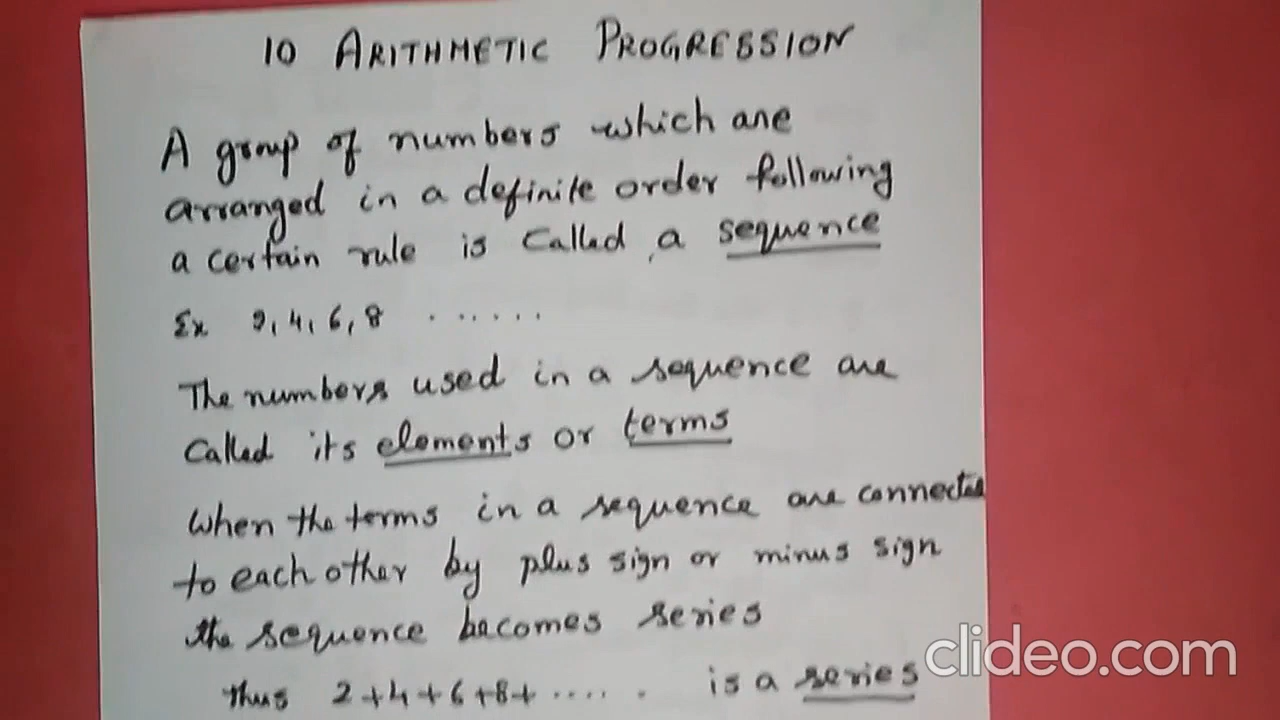 10 ARITHMETIC PROGRESSION
A group of numbers which are
arranged in a definite order following
a certain rule is called a sequence
Ex 2, 4, 6, 8 ......
The numbers used in a sequence are
called its elements or terms
When the terms in a sequence are connected
to each other by plus sign or minus sign
the sequence becomes series
Thus 2+4+6+8+ ..... is a series
clideo.com